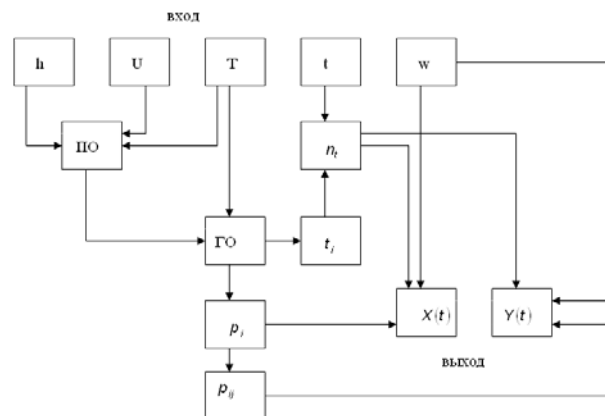 ВХОД
h U T t w
ПО n_t
ГО t_i
p_i X(t) Y(t)
ВЫХОД
p_ij